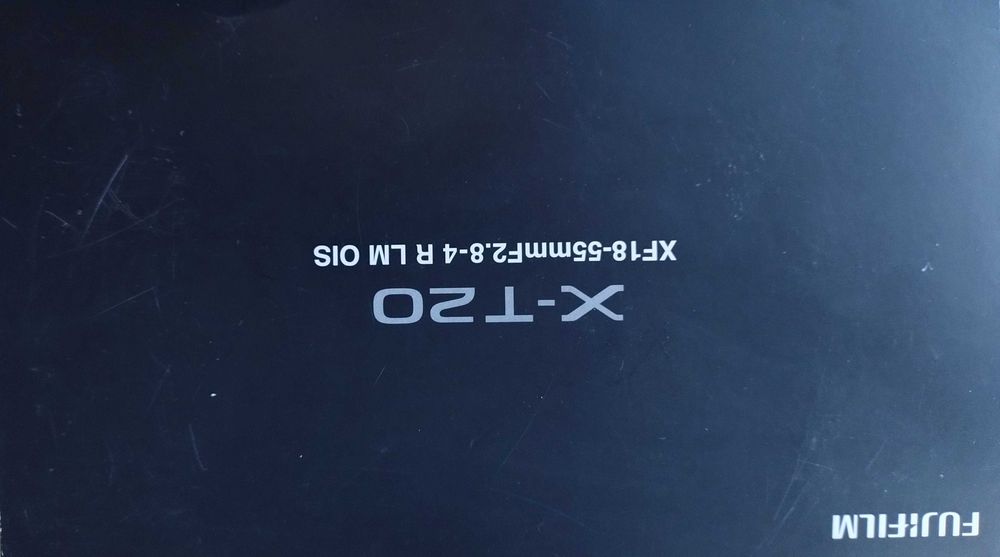 FUJIFILM
X-T20
XF18-55mmF2.8-4 R LM OIS